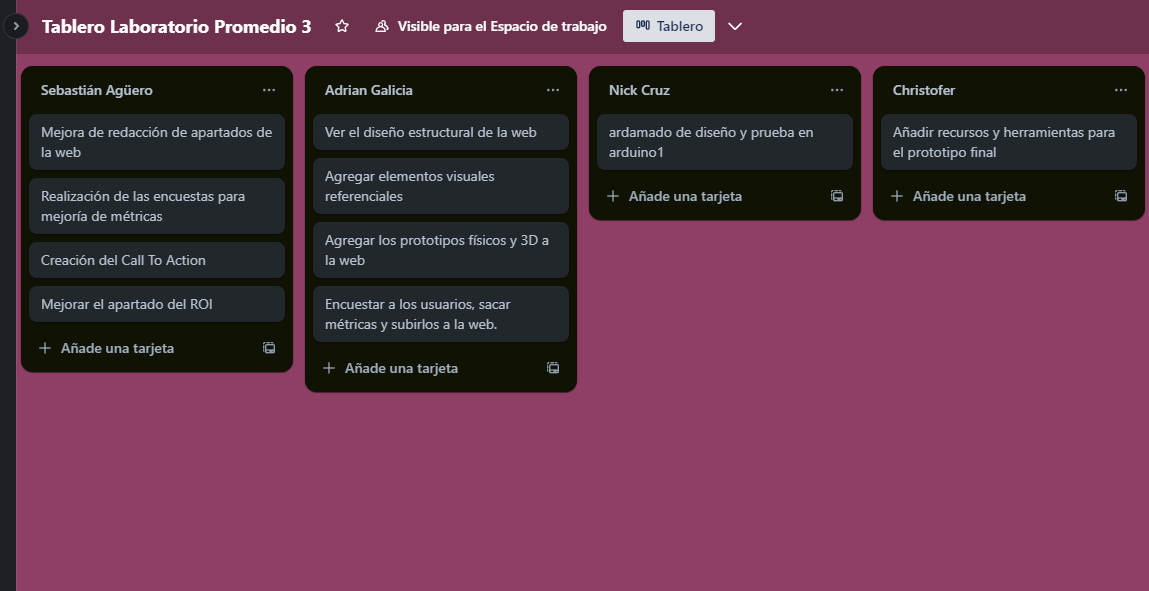 Tablero Laboratorio Promedio 3
Visible para el Espacio de trabajo
Tablero
Sebastián Agüero
Mejora de redacción de apartados de
la web
Realización de las encuestas para
mejoría de métricas
Creación del Call To Action
Mejorar el apartado del ROI
Añade una tarjeta
Adrian Galicia
Ver el diseño estructural de la web
Agregar elementos visuales
referenciales
Agregar los prototipos físicos y 3D a
la web
Encuestar a los usuarios, sacar
métricas y subirlos a la web.
Añade una tarjeta
Nick Cruz
ardamado de diseño y prueba en
arduino1
Añade una tarjeta
Christofer
Añadir recursos y herramientas para
el prototipo final
Añade una tarjeta